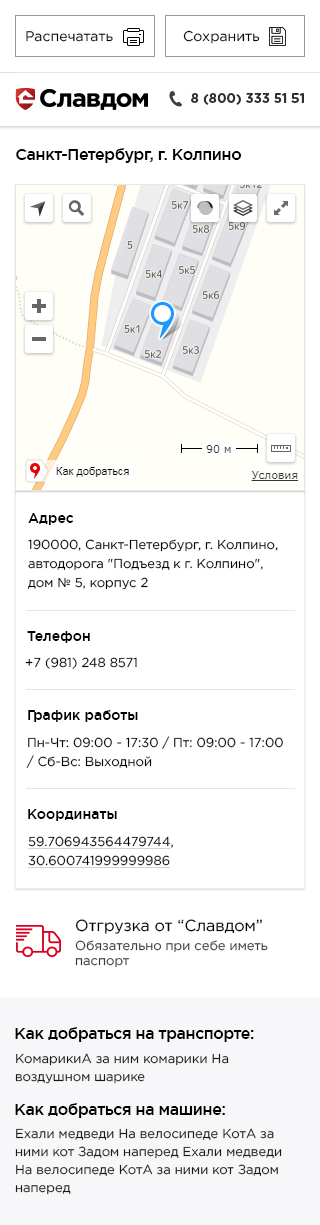 Распечатать
Сохранить
Славдом
8 (800) 333 51 51
Санкт-Петербург, г. Колпино
5к12
5к7
5
5к8
5к9
5к4
5к5
5к6
5к1
5к2
5к3
90 м
Как добраться
Условия
Адрес
190000, Санкт-Петербург, г. Колпино,
автодорога "Подъезд к г. Колпино",
дом № 5, корпус 2
Телефон
+7 (981) 248 8571
График работы
Пн-Чт: 09:00 - 17:30 / Пт: 09:00 - 17:00
/ Сб-Вс: Выходной
Координаты
59.706943564479744,
30.600741999999986
Отгрузка от “Славдом”
Обязательно при себе иметь
паспорт
Как добраться на транспорте:
КомарикиА за ним комарики На
воздушном шарике
Как добраться на машине:
Ехали медведи На велосипеде КотА за
ними кот Задом наперед Ехали медведи
На велосипеде КотА за ними кот Задом
наперед